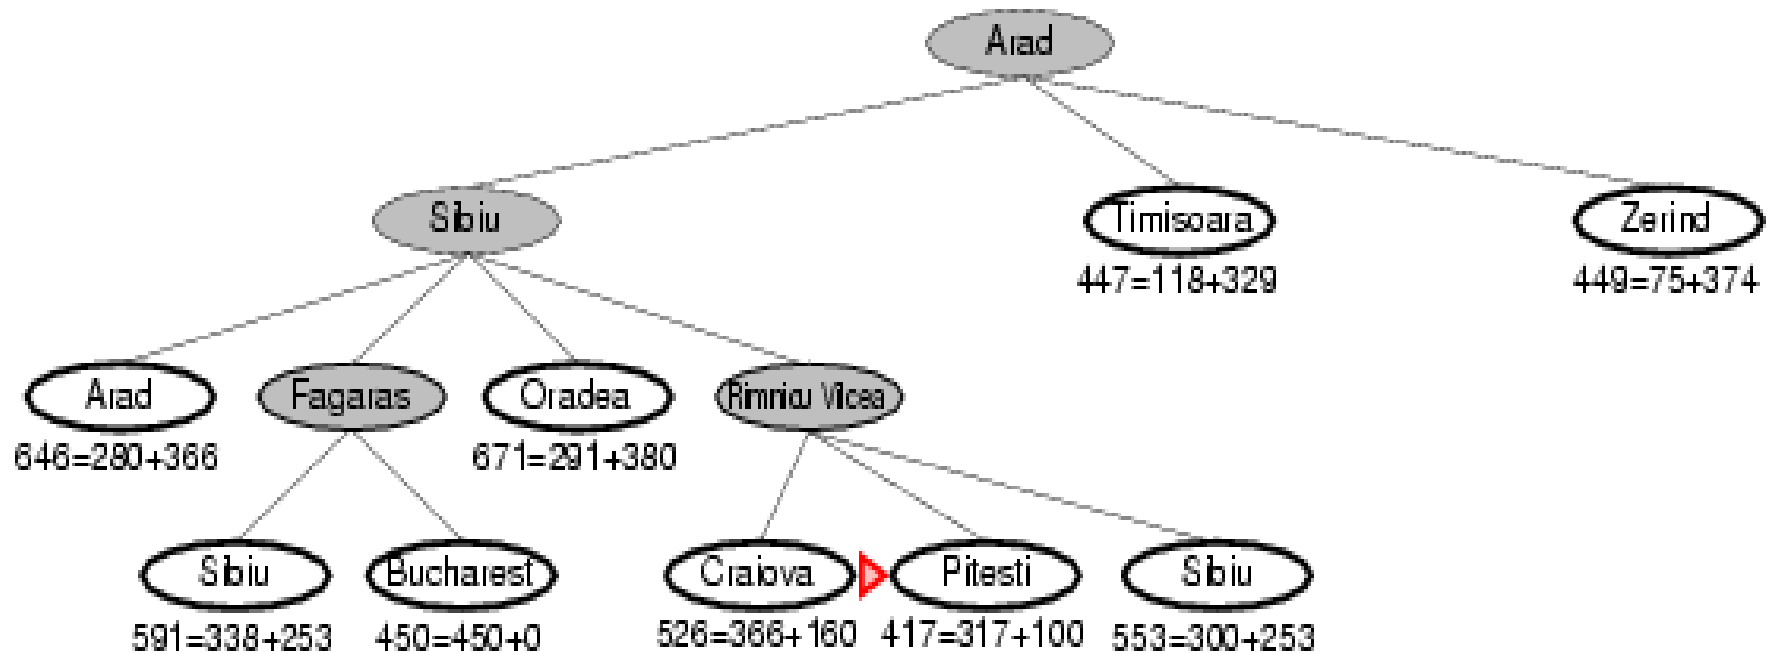 Arad
Sibiu
Timisoara
Zerind
447=118+329
449=75+374
Arad
Fagaras
Oradea
Rimnicu Vilcea
646=280+366
671=291+380
Sibiu
Bucharest
Craiova
Pitesti
Sibiu
591=338+253
450=450+0
526=366+160
417=317+100
553=300+253